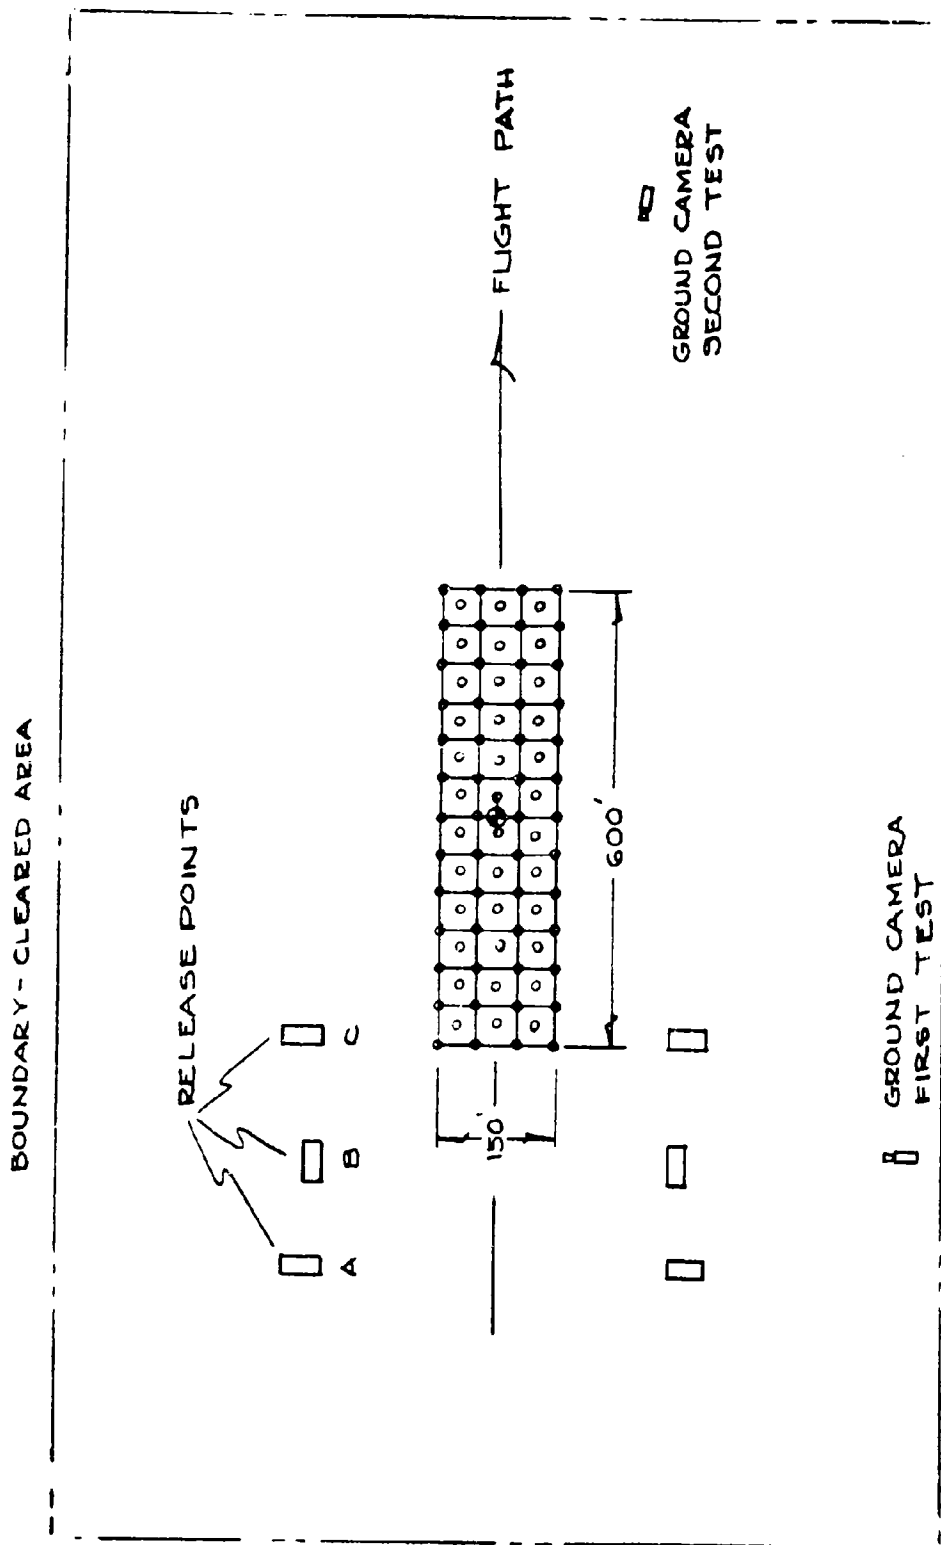 BOUNDARY - CLEARED AREA
RELEASE POINTS
A
B
C
150'
600'
FLIGHT PATH
GROUND CAMERA
SECOND TEST
GROUND CAMERA
FIRST TEST